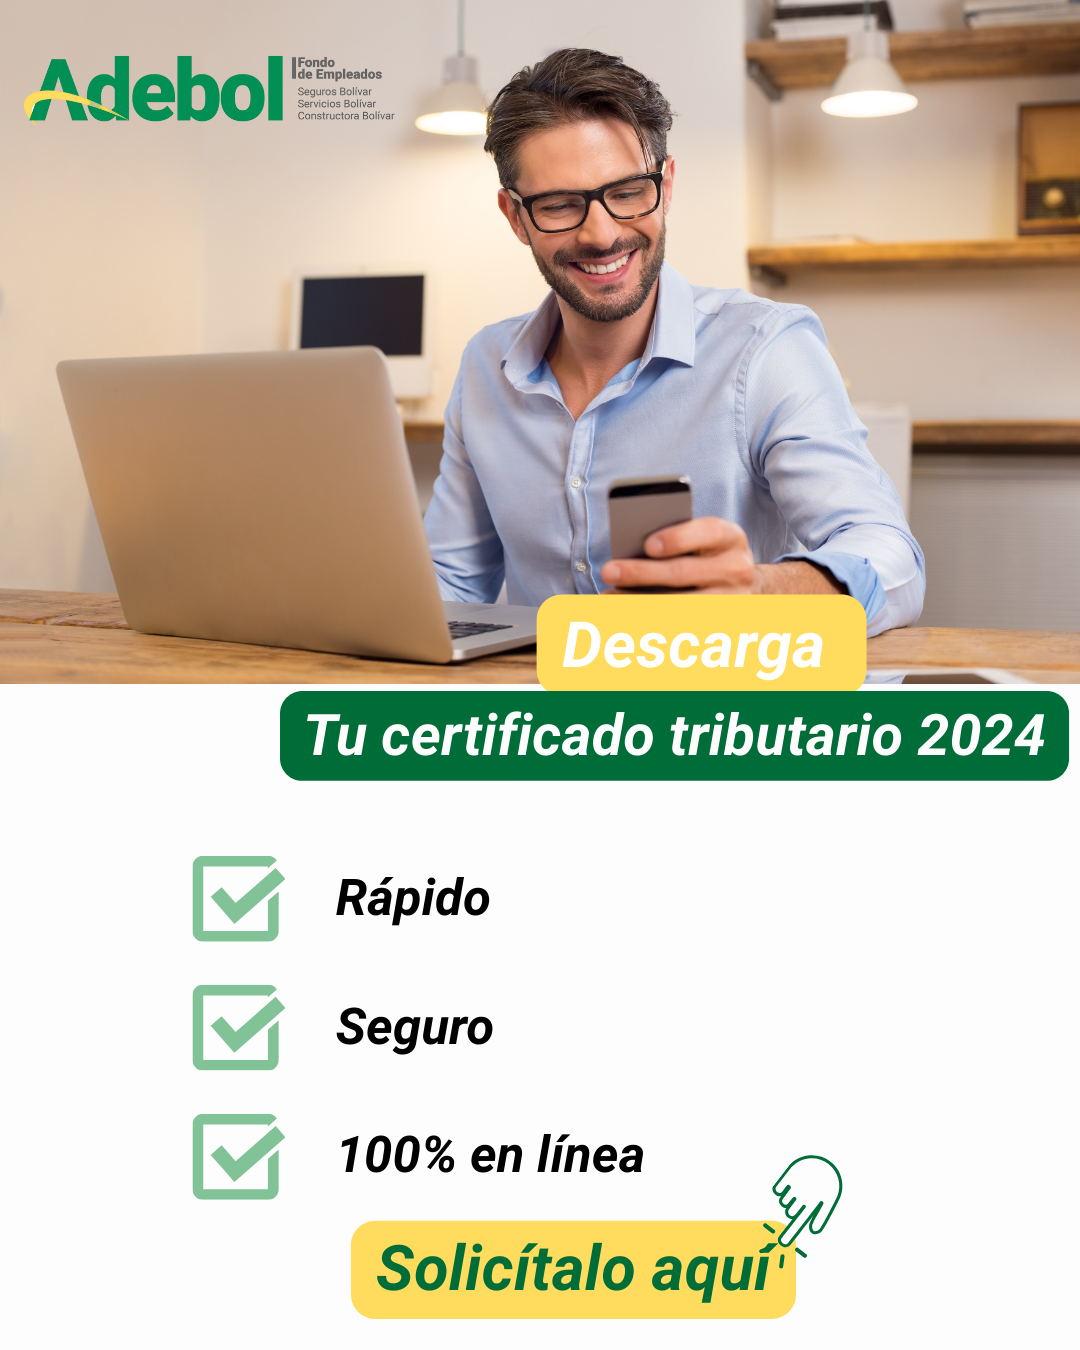 Adebol
Fondo
de Empleados
Seguros Bolívar
Servicios Bolívar
Constructora Bolívar
Descarga
Tu certificado tributario 2024
Rápido
Seguro
100% en línea
Solicítalo aquí